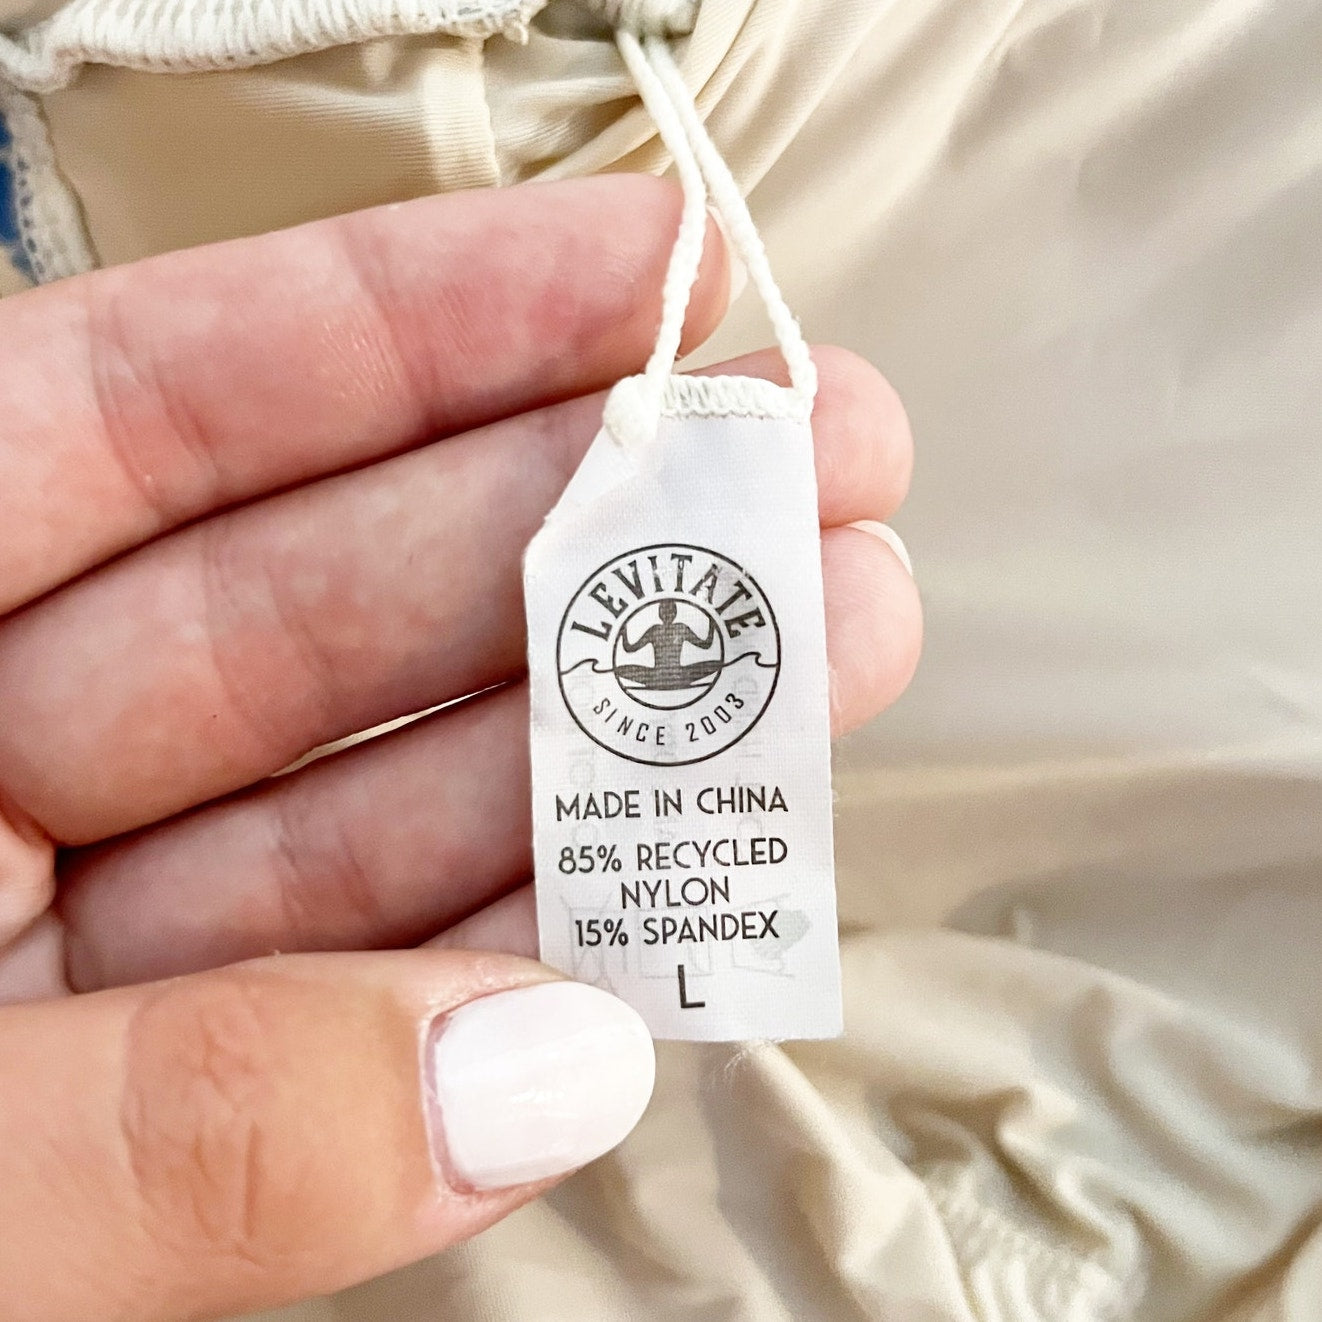 LEVITATE
SINCE 2003
MADE IN CHINA
85% RECYCLED
NYLON
15% SPANDEX
L